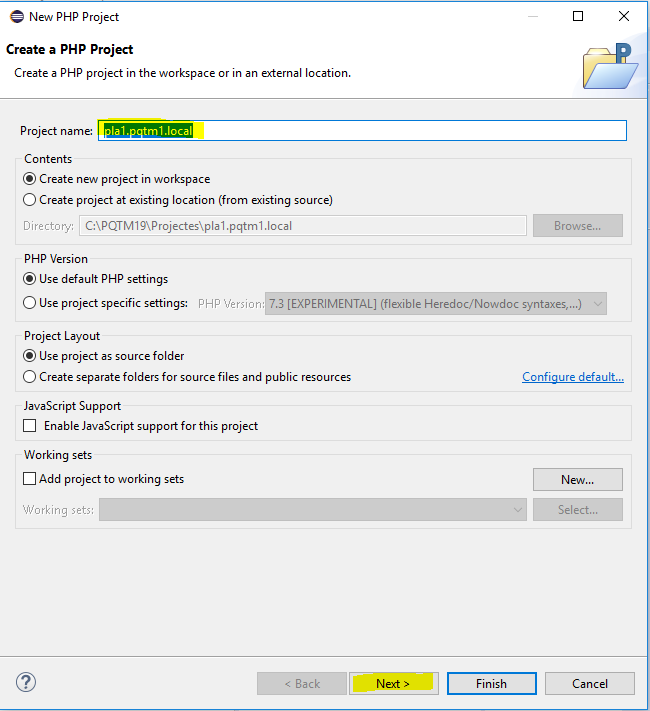 New PHP Project
Create a PHP Project
Create a PHP project in the workspace or in an external location.
Project name: pla1.pqtm1.local
Contents
Create new project in workspace
Create project at existing location (from existing source)
Directory: C:\PQTM19\Projectes\pla1.pqtm1.local Browse...
PHP Version
Use default PHP settings
Use project specific settings: PHP Version: 7.3 [EXPERIMENTAL] (flexible Heredoc/Nowdoc syntaxes,...)
Project Layout
Use project as source folder
Create separate folders for source files and public resources Configure default...
JavaScript Support
Enable JavaScript support for this project
Working sets
Add project to working sets New...
Working sets: Select...
? < Back Next > Finish Cancel